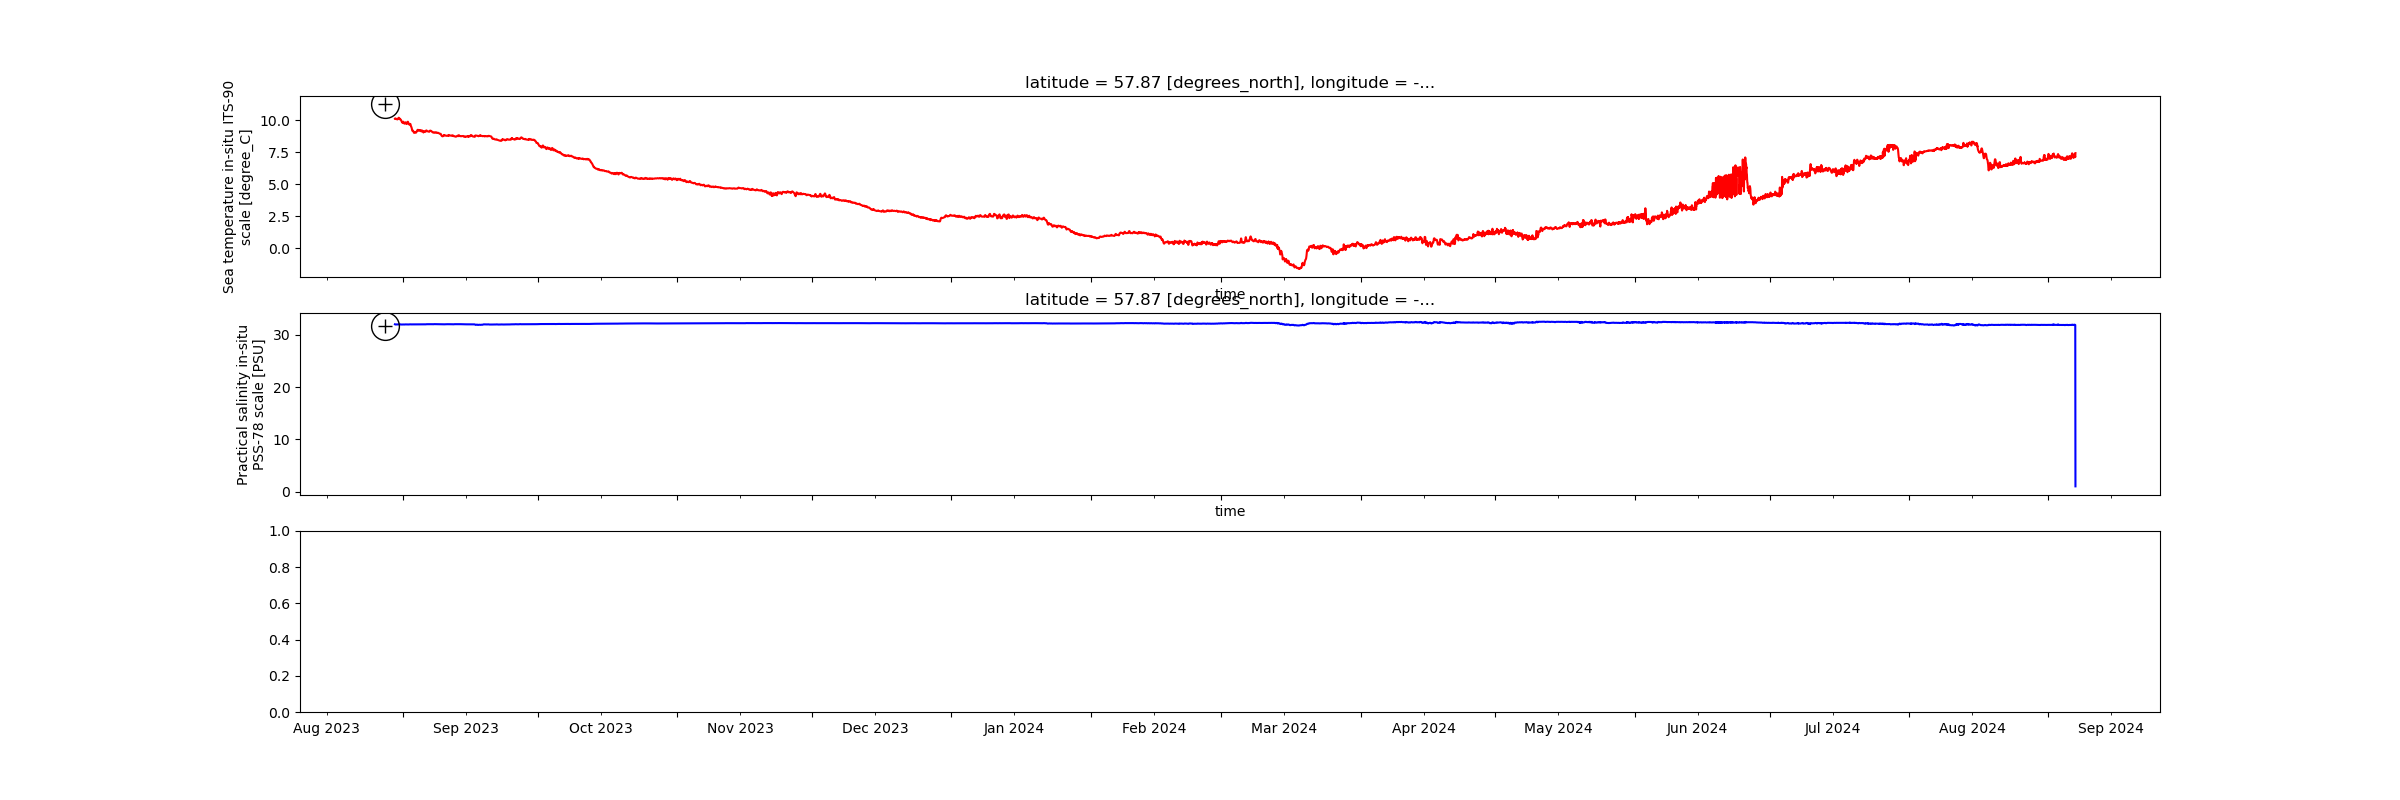 latitude = 57.87 [degrees_north], longitude = -...
Sea temperature in-situ ITS-90
scale [degree_C]
10.0
7.5
5.0
2.5
0.0
time
latitude = 57.87 [degrees_north], longitude = -...
Practical salinity in-situ
PSS-78 scale [PSU]
30
20
10
0
time
1.0
0.8
0.6
0.4
0.2
0.0
Aug 2023 Sep 2023 Oct 2023 Nov 2023 Dec 2023 Jan 2024 Feb 2024 Mar 2024 Apr 2024 May 2024 Jun 2024 Jul 2024 Aug 2024 Sep 2024